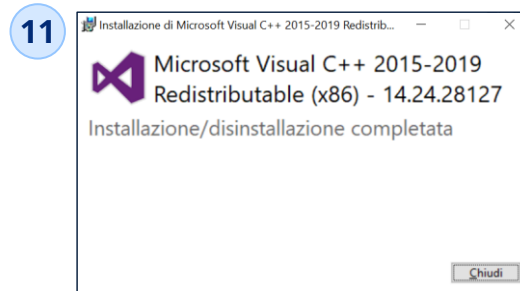 11
Installazione di Microsoft Visual C++ 2015-2019 Redistrib...
Microsoft Visual C++ 2015-2019
Redistributable (x86) - 14.24.28127
Installazione/disinstallazione completata
Chiudi